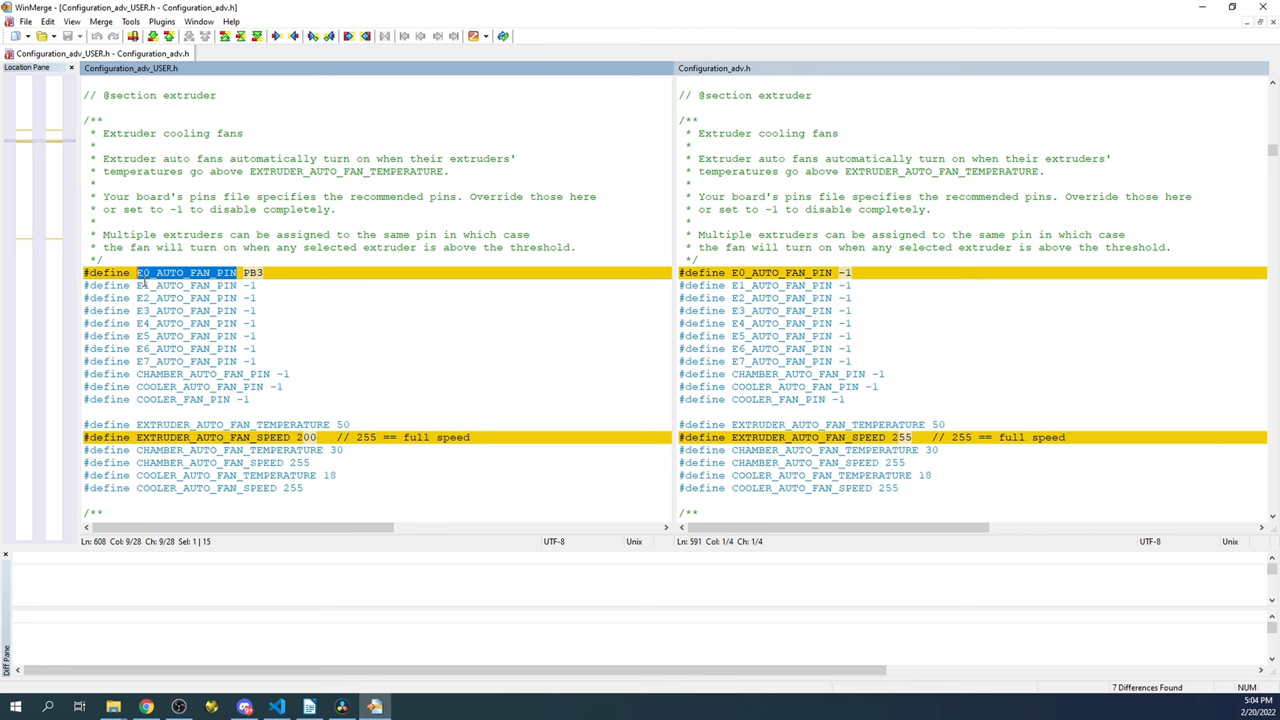 WinMerge - [Configuration_adv_USER.h - Configuration_adv.h]
File Edit View Merge Tools Plugins Window Help
Configuration_adv_USER.h - Configuration_adv.h
Location Pane
Configuration_adv_USER.h
// @section extruder
/**
* Extruder cooling fans
*
* Extruder auto fans automatically turn on when their extruders'
* temperatures go above EXTRUDER_AUTO_FAN_TEMPERATURE.
*
* Your board's pins file specifies the recommended pins. Override those here
* or set to -1 to disable completely.
*
* Multiple extruders can be assigned to the same pin in which case
* the fan will turn on when any selected extruder is above the threshold.
*/
#define E0_AUTO_FAN_PIN PB3
#define E1_AUTO_FAN_PIN -1
#define E2_AUTO_FAN_PIN -1
#define E3_AUTO_FAN_PIN -1
#define E4_AUTO_FAN_PIN -1
#define E5_AUTO_FAN_PIN -1
#define E6_AUTO_FAN_PIN -1
#define E7_AUTO_FAN_PIN -1
#define CHAMBER_AUTO_FAN_PIN -1
#define COOLER_AUTO_FAN_PIN -1
#define COOLER_FAN_PIN -1
#define EXTRUDER_AUTO_FAN_TEMPERATURE 50
#define EXTRUDER_AUTO_FAN_SPEED 200 // 255 == full speed
#define CHAMBER_AUTO_FAN_TEMPERATURE 30
#define CHAMBER_AUTO_FAN_SPEED 255
#define COOLER_AUTO_FAN_TEMPERATURE 18
#define COOLER_AUTO_FAN_SPEED 255
/**
Ln: 608 Col: 9/28 Ch: 9/28 Sel: 1 | 15
UTF-8
Unix
Configuration_adv.h
// @section extruder
/**
* Extruder cooling fans
*
* Extruder auto fans automatically turn on when their extruders'
* temperatures go above EXTRUDER_AUTO_FAN_TEMPERATURE.
*
* Your board's pins file specifies the recommended pins. Override those here
* or set to -1 to disable completely.
*
* Multiple extruders can be assigned to the same pin in which case
* the fan will turn on when any selected extruder is above the threshold.
*/
#define E0_AUTO_FAN_PIN -1
#define E1_AUTO_FAN_PIN -1
#define E2_AUTO_FAN_PIN -1
#define E3_AUTO_FAN_PIN -1
#define E4_AUTO_FAN_PIN -1
#define E5_AUTO_FAN_PIN -1
#define E6_AUTO_FAN_PIN -1
#define E7_AUTO_FAN_PIN -1
#define CHAMBER_AUTO_FAN_PIN -1
#define COOLER_AUTO_FAN_PIN -1
#define COOLER_FAN_PIN -1
#define EXTRUDER_AUTO_FAN_TEMPERATURE 50
#define EXTRUDER_AUTO_FAN_SPEED 255 // 255 == full speed
#define CHAMBER_AUTO_FAN_TEMPERATURE 30
#define CHAMBER_AUTO_FAN_SPEED 255
#define COOLER_AUTO_FAN_TEMPERATURE 18
#define COOLER_AUTO_FAN_SPEED 255
/**
Ln: 591 Col: 1/4 Ch: 1/4
UTF-8
Unix
Diff Pane
7 Differences Found
NUM
5:04 PM
2/20/2022